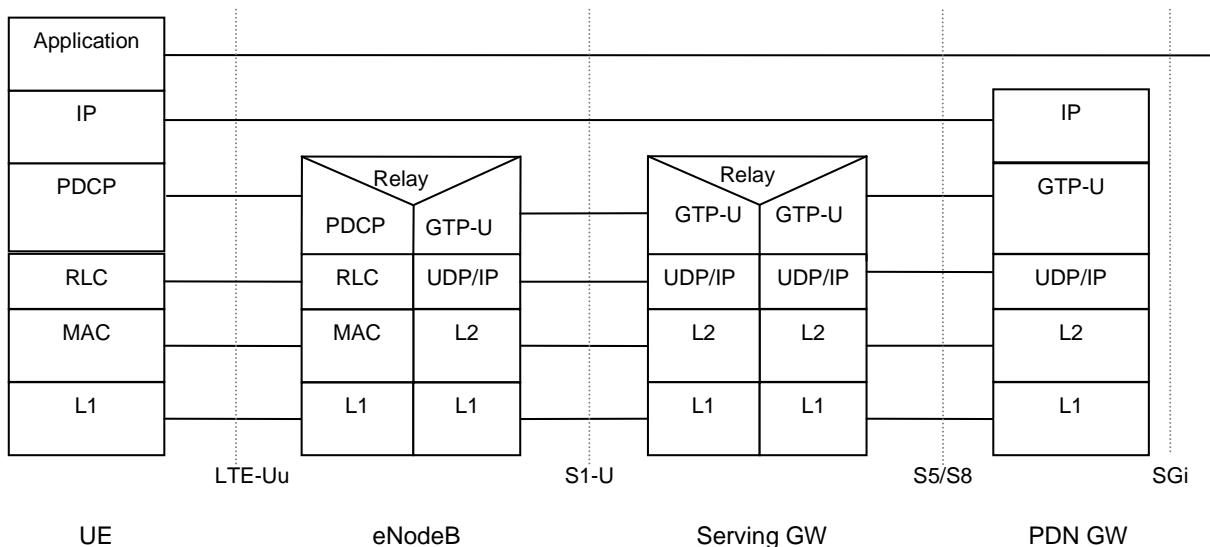 Application
IP
IP
PDCP
Relay
Relay
GTP-U
PDCP
GTP-U
GTP-U
GTP-U
RLC
RLC
UDP/IP
UDP/IP
UDP/IP
UDP/IP
MAC
MAC
L2
L2
L2
L2
L1
L1
L1
L1
L1
L1
LTE-Uu
S1-U
S5/S8
SGi
UE
eNodeB
Serving GW
PDN GW